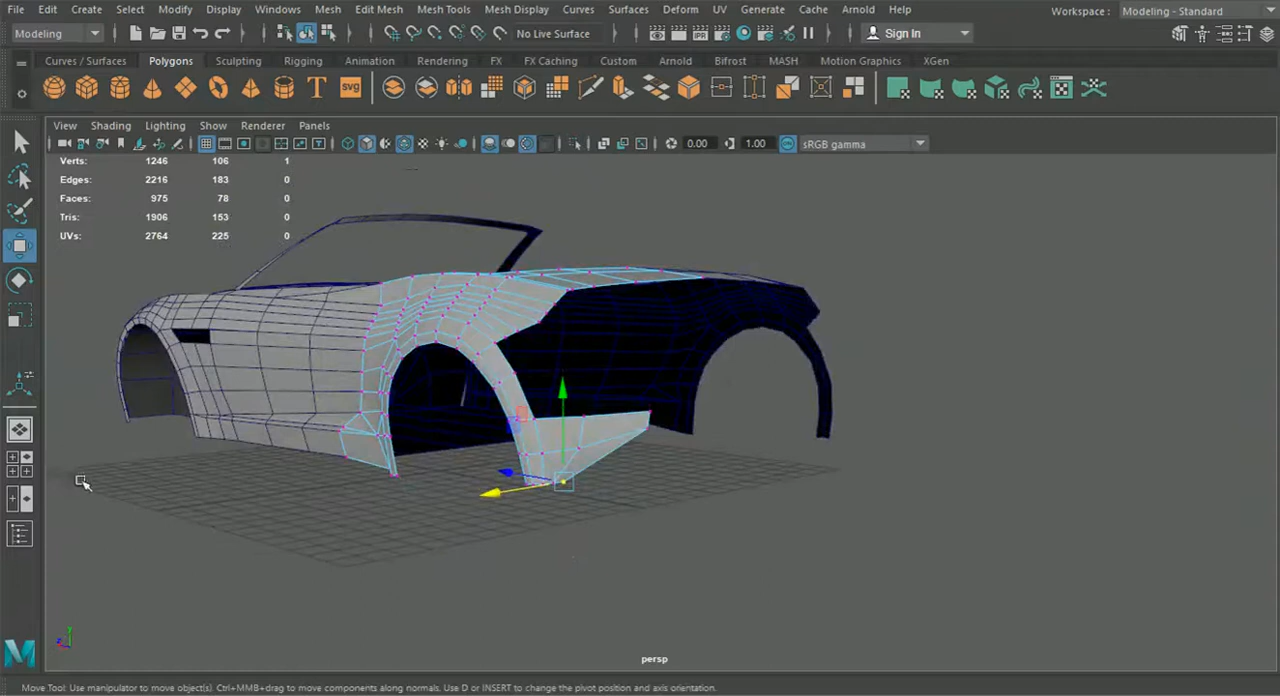 File Edit Create Select Modify Display Windows Mesh Edit Mesh Mesh Tools Mesh Display Curves Surfaces Deform UV Generate Cache Arnold Help Workspace : Modeling - Standard
Modeling No Live Surface Sign In
Curves / Surfaces Polygons Sculpting Rigging Animation Rendering FX FX Caching Custom Arnold Bifrost MASH Motion Graphics XGen
T SVG
View Shading Lighting Show Renderer Panels
0.00 1.00 sRGB gamma
Verts: 1246 106 1
Edges: 2216 183 0
Faces: 975 78 0
Tris: 1906 153 0
UVs: 2764 225 0
persp
M
Move Tool: Use manipulator to move object(s). Ctrl+MMB+drag to move components along normals. Use D or INSERT to change the pivot position and axis orientation.